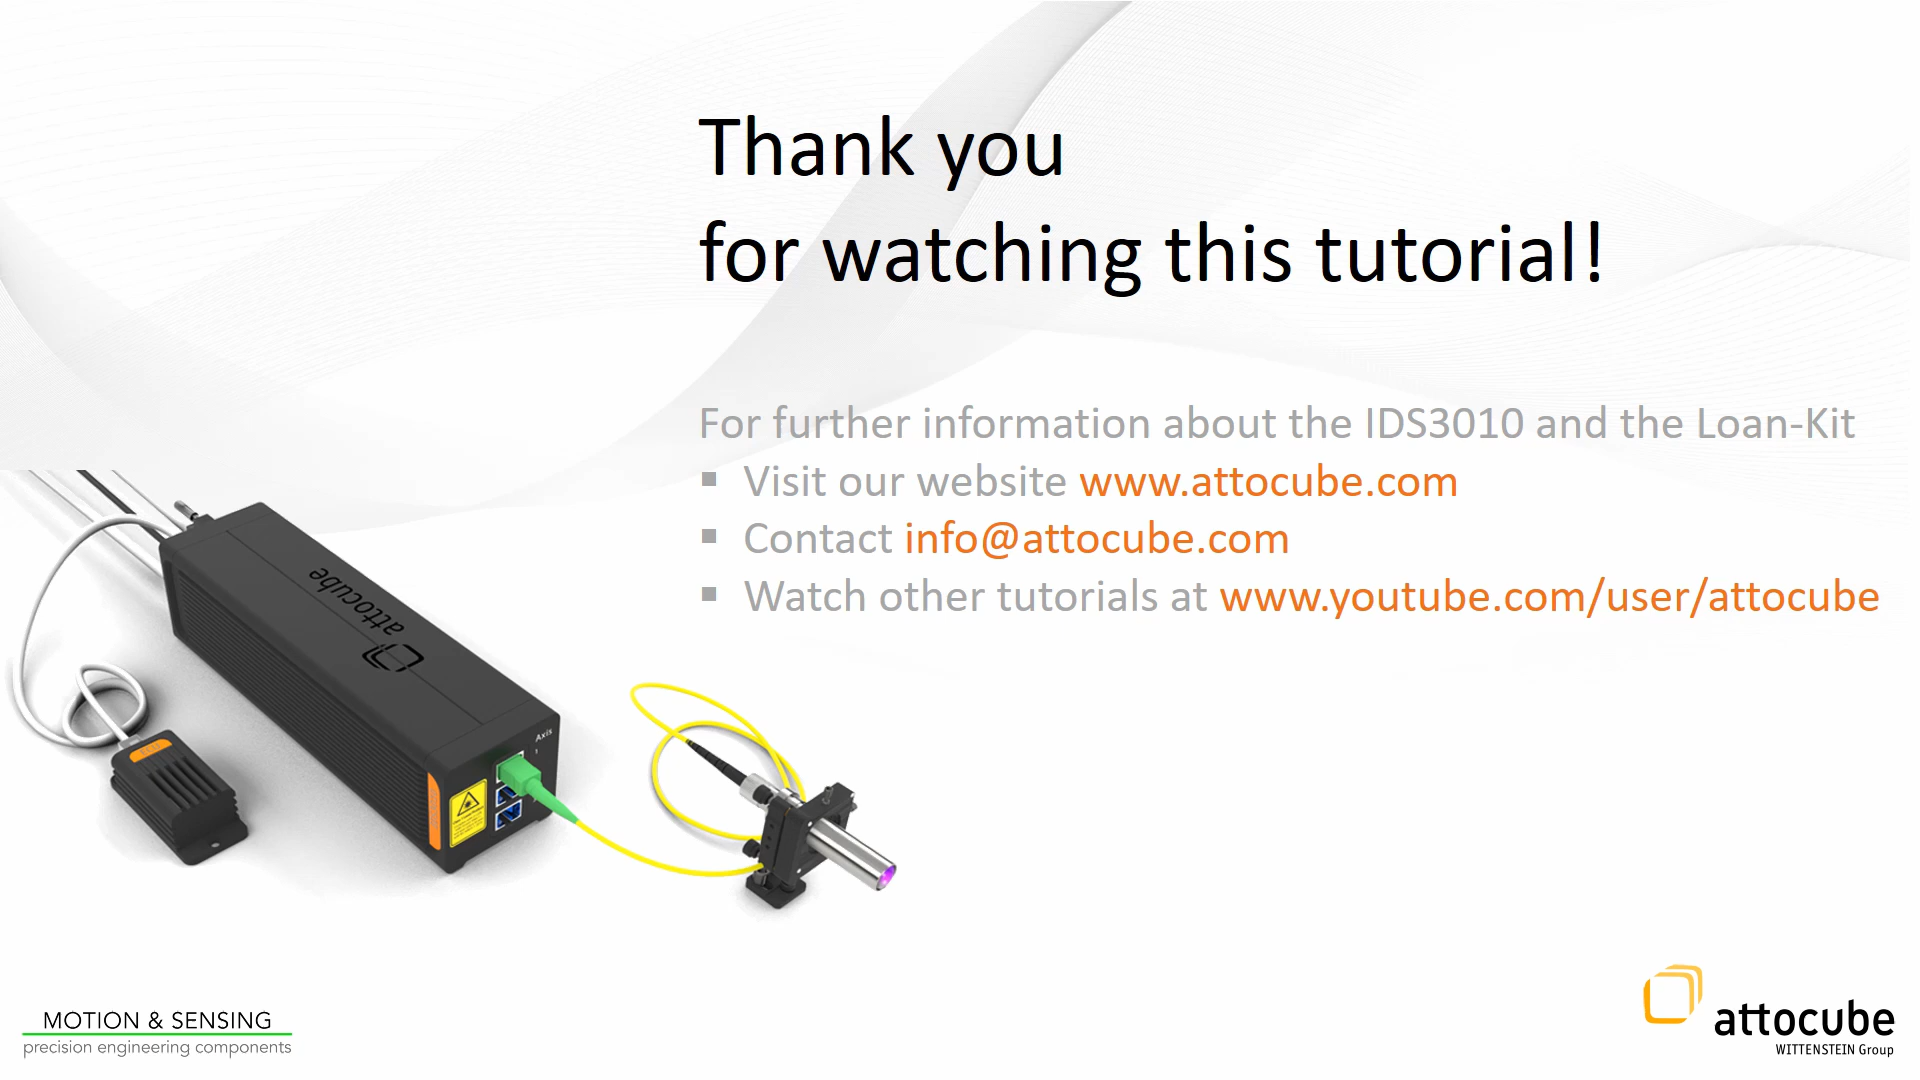 Thank you
for watching this tutorial!
For further information about the IDS3010 and the Loan-Kit
▪ Visit our website www.attocube.com
▪ Contact info@attocube.com
▪ Watch other tutorials at www.youtube.com/user/attocube
attocube
ECU
Axis
1
MOTION & SENSING
precision engineering components
attocube
WITTENSTEIN Group